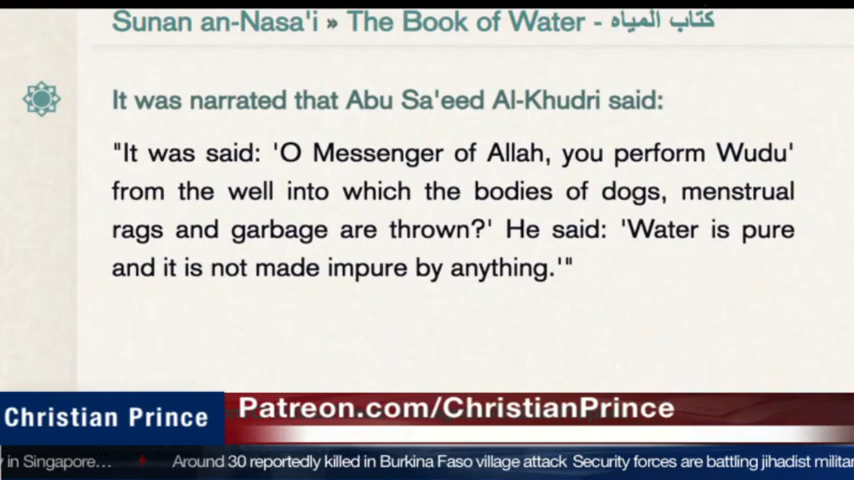 Sunan an-Nasa'i » The Book of Water - كتاب المياه
It was narrated that Abu Sa'eed Al-Khudri said:
"It was said: 'O Messenger of Allah, you perform Wudu'
from the well into which the bodies of dogs, menstrual
rags and garbage are thrown?' He said: 'Water is pure
and it is not made impure by anything.'"
Christian Prince
Patreon.com/ChristianPrince
in Singapore... Around 30 reportedly killed in Burkina Faso village attack Security forces are battling jihadist